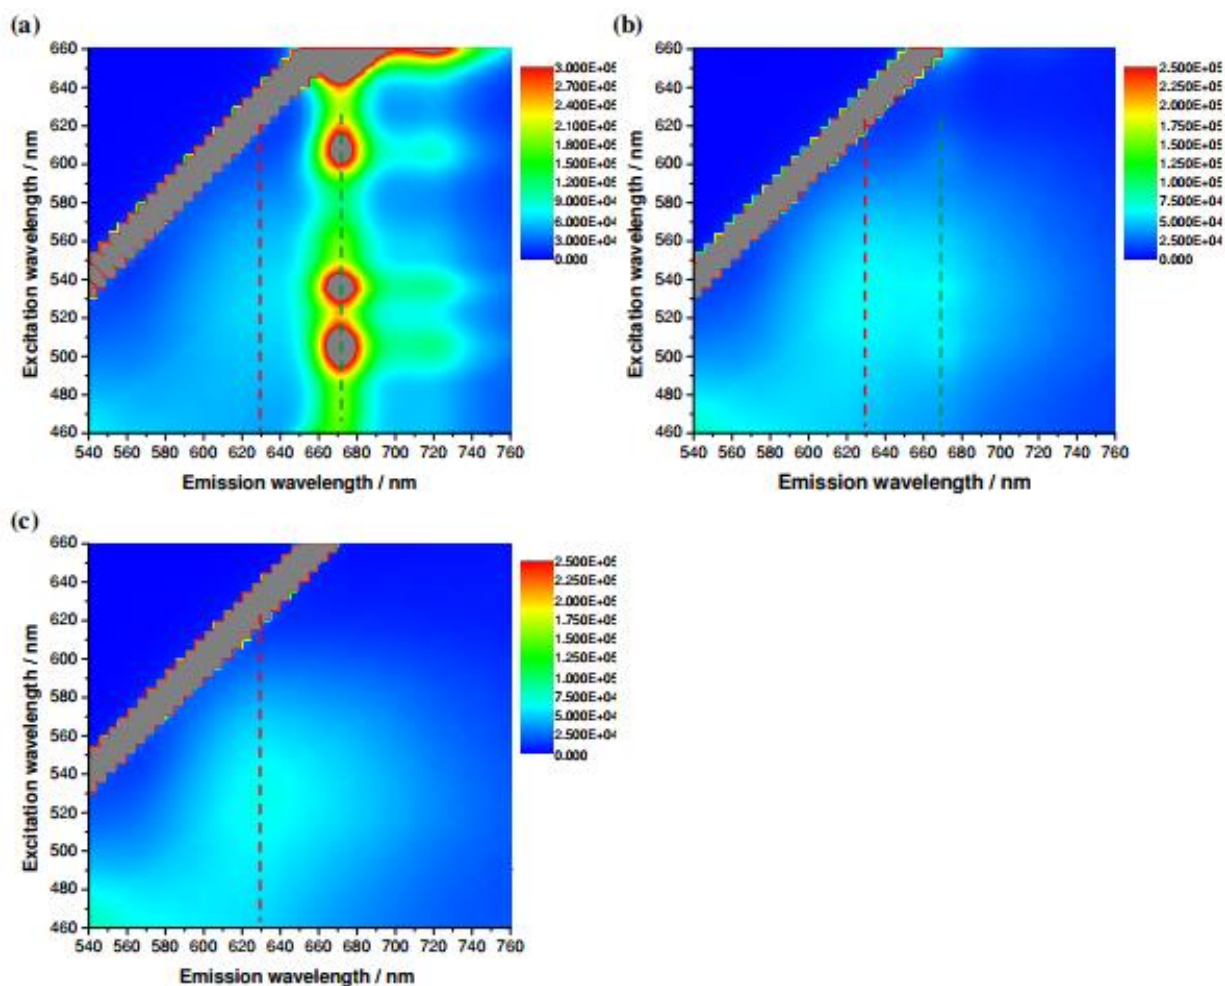 (a)
660
640
620
600
580
560
540
520
500
480
460
Excitation wavelength / nm
540 560 580 600 620 640 660 680 700 720 740 760
Emission wavelength / nm
3.000E+05
2.700E+05
2.400E+05
2.100E+05
1.800E+05
1.500E+05
1.200E+05
9.000E+04
6.000E+04
3.000E+04
0.000
(b)
660
640
620
600
580
560
540
520
500
480
460
Excitation wavelength / nm
540 560 580 600 620 640 660 680 700 720 740 760
Emission wavelength / nm
2.500E+05
2.250E+05
2.000E+05
1.750E+05
1.500E+05
1.250E+05
1.000E+05
7.500E+04
5.000E+04
2.500E+04
0.000
(c)
660
640
620
600
580
560
540
520
500
480
460
Excitation wavelength / nm
540 560 580 600 620 640 660 680 700 720 740 760
Emission wavelength / nm
2.500E+05
2.250E+05
2.000E+05
1.750E+05
1.500E+05
1.250E+05
1.000E+05
7.500E+04
5.000E+04
2.500E+04
0.000